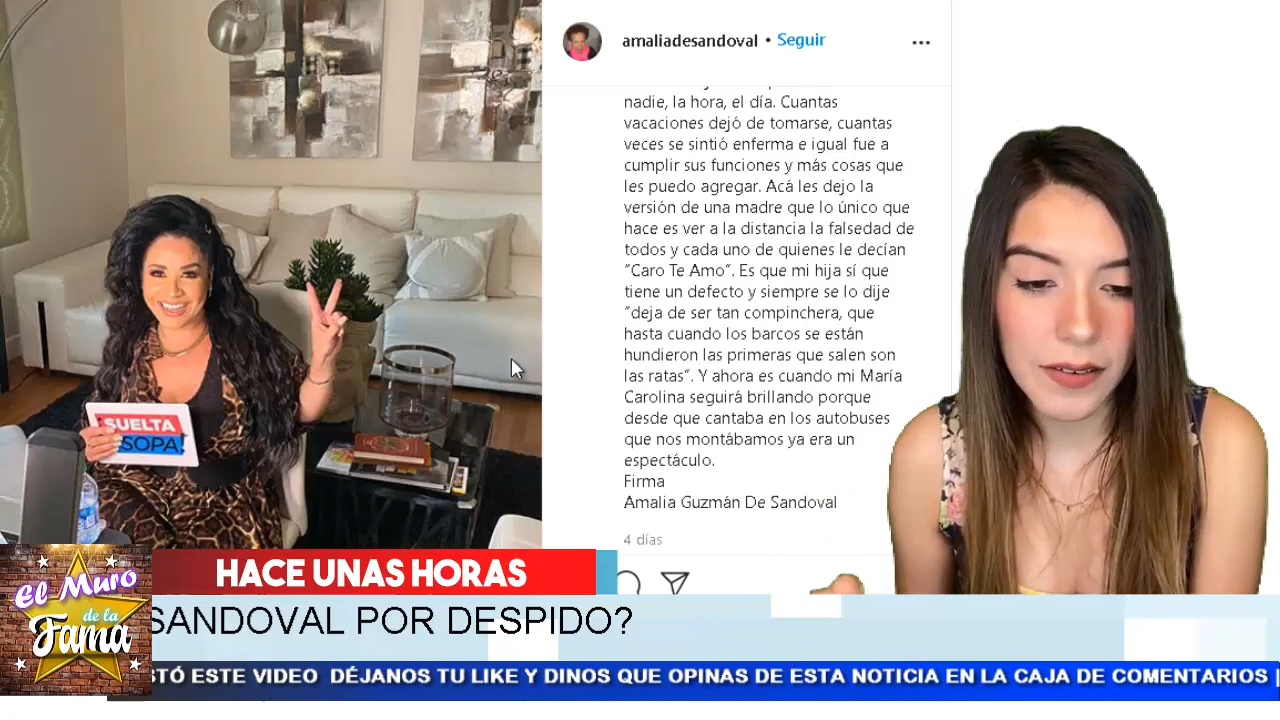 amaliadesandoval • Seguir
nadie, la hora, el día. Cuantas
vacaciones dejó de tomarse, cuantas
veces se sintió enferma e igual fue a
cumplir sus funciones y más cosas que
les puedo agregar. Acá les dejo la
versión de una madre que lo único que
hace es ver a la distancia la falsedad de
todos y cada uno de quienes le decían
"Caro Te Amo". Es que mi hija sí que
tiene un defecto y siempre se lo dije
"deja de ser tan compinchera, que
hasta cuando los barcos se están
hundieron las primeras que salen son
las ratas". Y ahora es cuando mi María
Carolina seguirá brillando porque
desde que cantaba en los autobuses
que nos montábamos ya era un
espectáculo.
Firma
Amalia Guzmán De Sandoval
4 días
¡SUELTA
SOPA!
El Muro
de la
Fama
HACE UNAS HORAS
SANDOVAL POR DESPIDO?
STÓ ESTE VIDEO DÉJANOS TU LIKE Y DINOS QUE OPINAS DE ESTA NOTICIA EN LA CAJA DE COMENTARIOS |